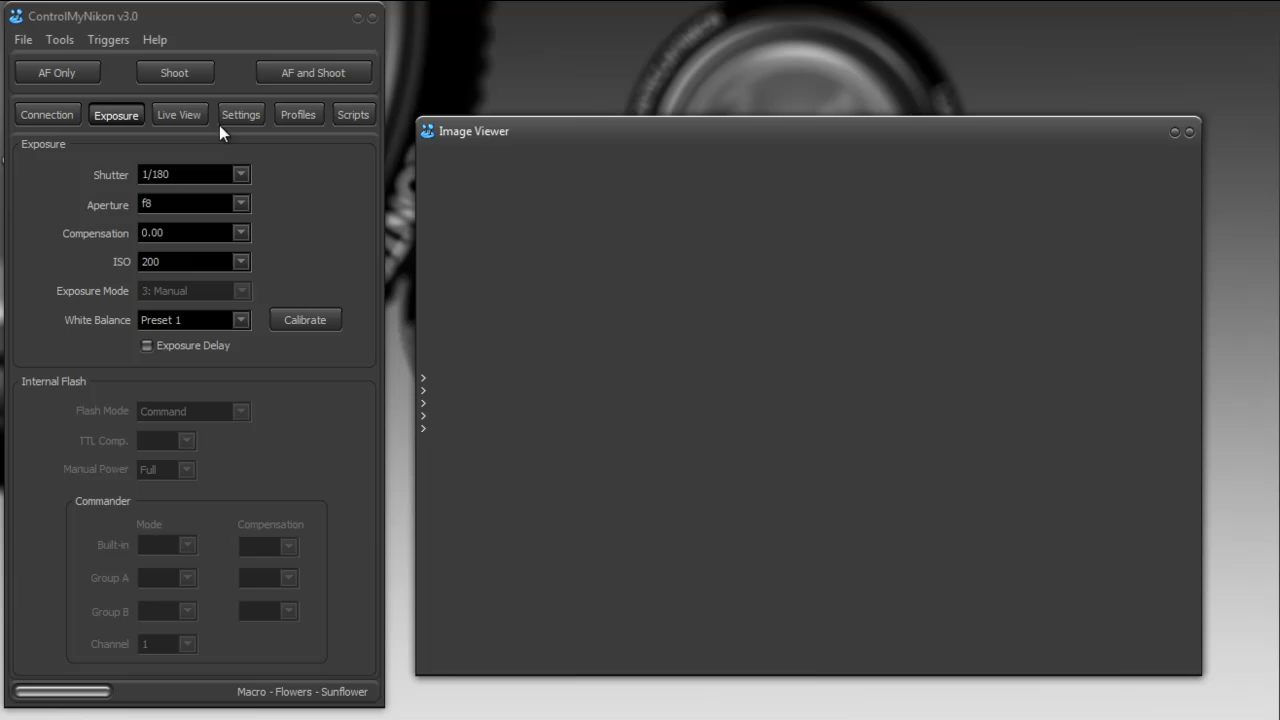 ControlMyNikon v3.0
File Tools Triggers Help
AF Only Shoot AF and Shoot
Connection Exposure Live View Settings Profiles Scripts
Image Viewer
Exposure
Shutter 1/180
Aperture f8
Compensation 0.00
ISO 200
Exposure Mode 3: Manual
White Balance Preset 1 Calibrate
Exposure Delay
Internal Flash
Flash Mode Command
TTL Comp.
Manual Power Full
Commander
Mode Compensation
Built-in
Group A
Group B
Channel 1
Macro - Flowers - Sunflower
>
>
>
>
>